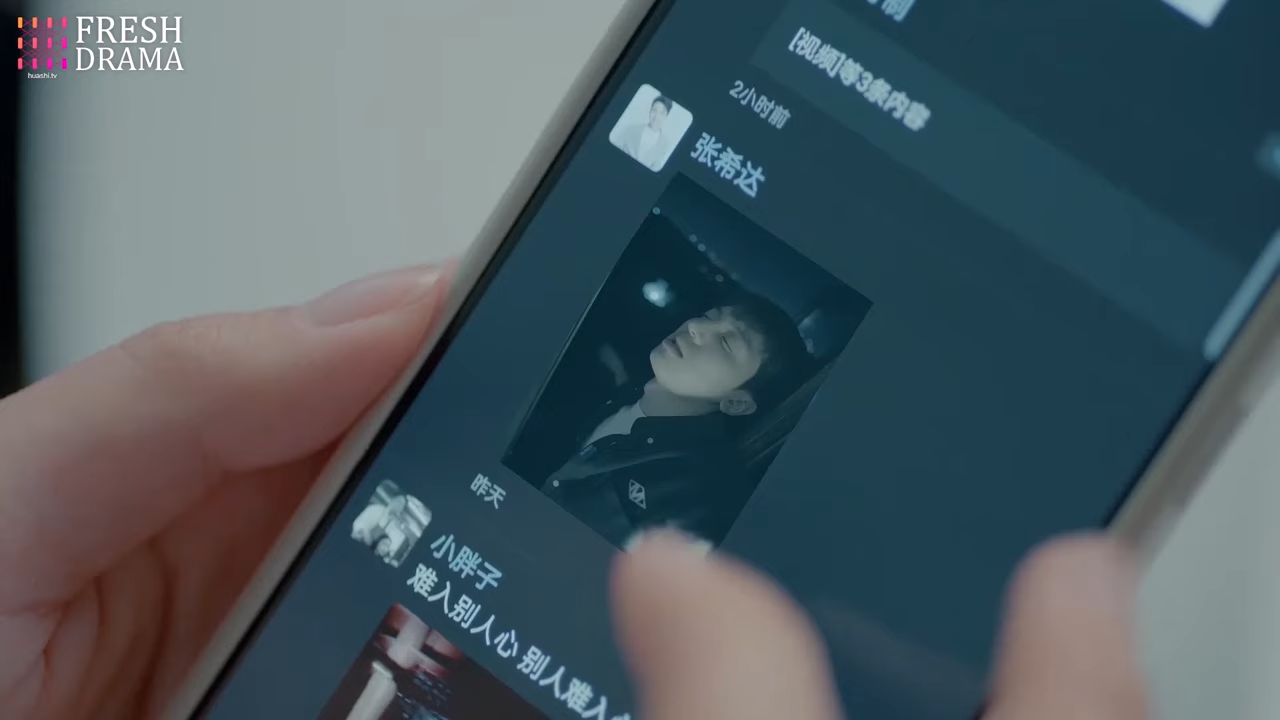 FRESH
DRAMA
huashi.tv
[视频]等3条内容
2小时前
张希达
昨天
小胖子
难入别人心 别人难入